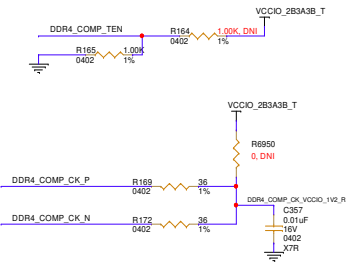 VCCIO_2B3A3B_T
DDR4_COMP_TEN
R164
1.00K, DNI
0402
1%
R165
1.00K
0402
1%
VCCIO_2B3A3B_T
R6950
0, DNI
DDR4_COMP_CK_P
R169
36
0402
1%
DDR4_COMP_CK_VCCIO_1V2_R
C357
0.01uF
16V
0402
X7R
DDR4_COMP_CK_N
R172
36
0402
1%